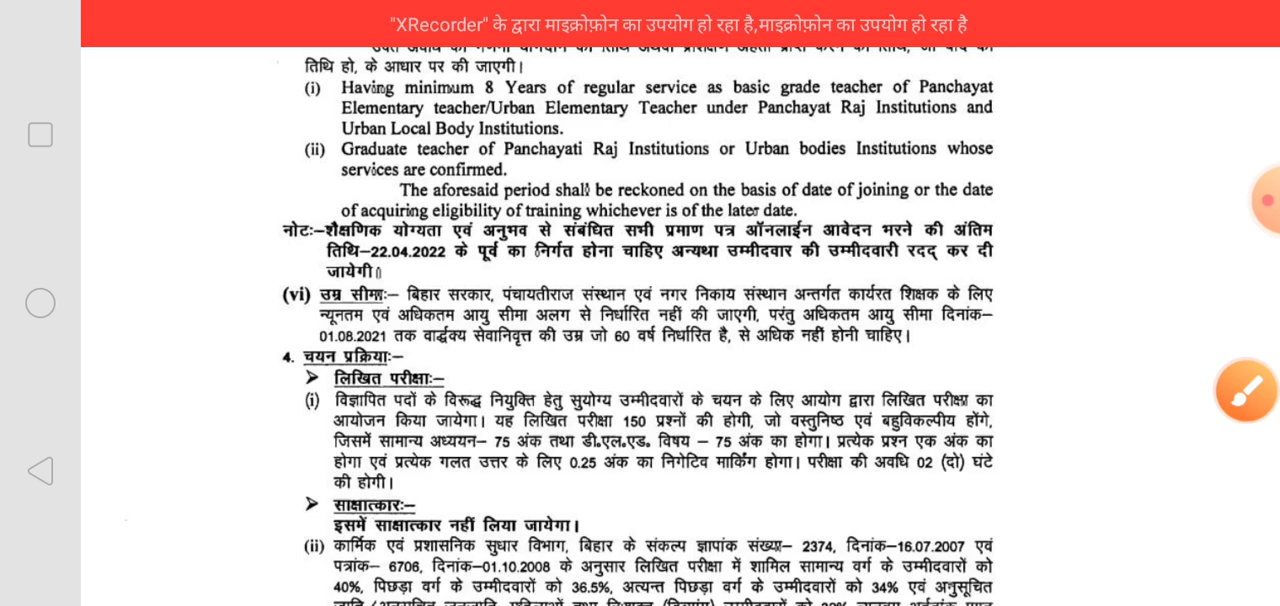 "XRecorder" के द्वारा माइक्रोफ़ोन का उपयोग हो रहा है,माइक्रोफ़ोन का उपयोग हो रहा है
तिथि हो, के आधार पर की जाएगी।
(i) Having minimum 8 Years of regular service as basic grade teacher of Panchayat
Elementary teacher/Urban Elementary Teacher under Panchayat Raj Institutions and
Urban Local Body Institutions.
(ii) Graduate teacher of Panchayati Raj Institutions or Urban bodies Institutions whose
services are confirmed.
The aforesaid period shall be reckoned on the basis of date of joining or the date
of acquiring eligibility of training whichever is of the later date.
नोटः–शैक्षणिक योग्यता एवं अनुभव से संबंधित सभी प्रमाण पत्र ऑनलाईन आवेदन भरने की अंतिम
तिथि–22.04.2022 के पूर्व का निर्गत होना चाहिए अन्यथा उम्मीदवार की उम्मीदवारी रदद् कर दी
जायेगी।
(vi) उम्र सीमाः– बिहार सरकार, पंचायतीराज संस्थान एवं नगर निकाय संस्थान अन्तर्गत कार्यरत शिक्षक के लिए
न्यूनतम एवं अधिकतम आयु सीमा अलग से निर्धारित नहीं की जाएगी, परंतु अधिकतम आयु सीमा दिनांक–
01.08.2021 तक वार्द्धक्य सेवानिवृत्त की उम्र जो 60 वर्ष निर्धारित है, से अधिक नहीं होनी चाहिए।
4. चयन प्रक्रियाः–
➢ लिखित परीक्षाः–
(i) विज्ञापित पदों के विरूद्ध नियुक्ति हेतु सुयोग्य उम्मीदवारों के चयन के लिए आयोग द्वारा लिखित परीक्षा का
आयोजन किया जायेगा। यह लिखित परीक्षा 150 प्रश्नों की होगी, जो वस्तुनिष्ठ एवं बहुविकल्पीय होंगे,
जिसमें सामान्य अध्ययन– 75 अंक तथा डी.एल.एड. विषय – 75 अंक का होगा। प्रत्येक प्रश्न एक अंक का
होगा एवं प्रत्येक गलत उत्तर के लिए 0.25 अंक का निगेटिव मार्किंग होगा। परीक्षा की अवधि 02 (दो) घंटे
की होगी।
➢ साक्षात्कारः–
इसमें साक्षात्कार नहीं लिया जायेगा।
(ii) कार्मिक एवं प्रशासनिक सुधार विभाग, बिहार के संकल्प ज्ञापांक संख्या– 2374, दिनांक–16.07.2007 एवं
पत्रांक– 6706, दिनांक–01.10.2008 के अनुसार लिखित परीक्षा में शामिल सामान्य वर्ग के उम्मीदवारों को
40%, पिछड़ा वर्ग के उम्मीदवारों को 36.5%, अत्यन्त पिछड़ा वर्ग के उम्मीदवारों को 34% एवं अनुसूचित